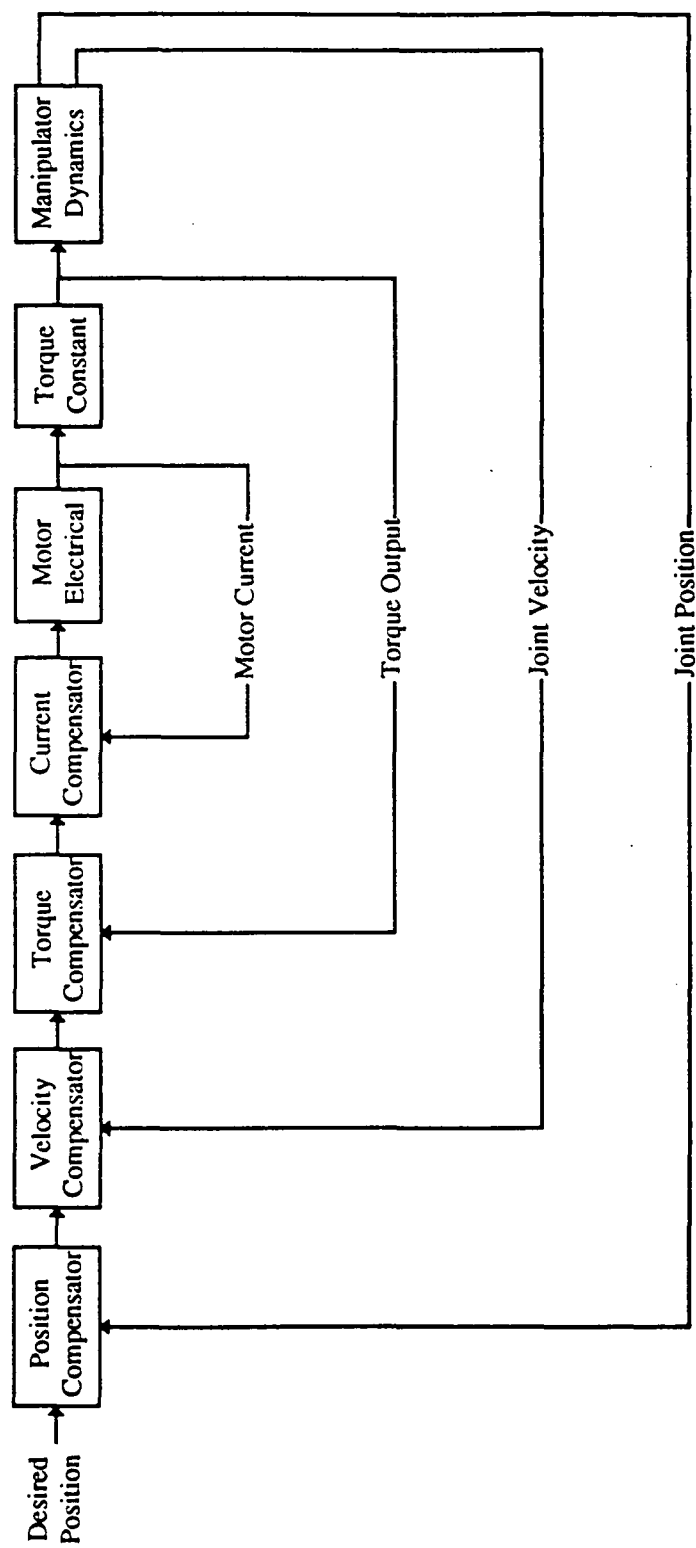 Desired
Position
Position
Compensator
Velocity
Compensator
Torque
Compensator
Current
Compensator
Motor
Electrical
Torque
Constant
Manipulator
Dynamics
Motor Current
Torque Output
Joint Velocity
Joint Position